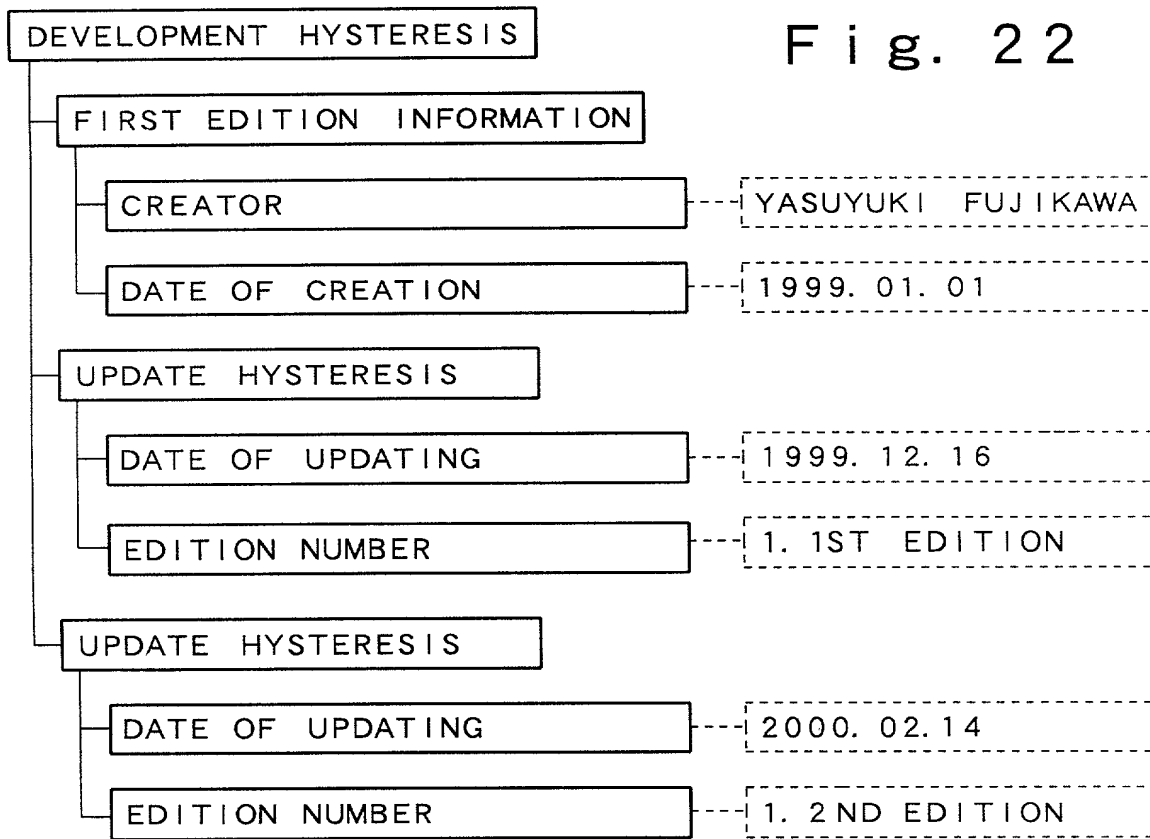 DEVELOPMENT HYSTERESIS
Fig. 22
FIRST EDITION INFORMATION
CREATOR
YASUYUKI FUJIKAWA
DATE OF CREATION
1999. 01. 01
UPDATE HYSTERESIS
DATE OF UPDATING
1999. 12. 16
EDITION NUMBER
1. 1ST EDITION
UPDATE HYSTERESIS
DATE OF UPDATING
2000. 02. 14
EDITION NUMBER
1. 2ND EDITION